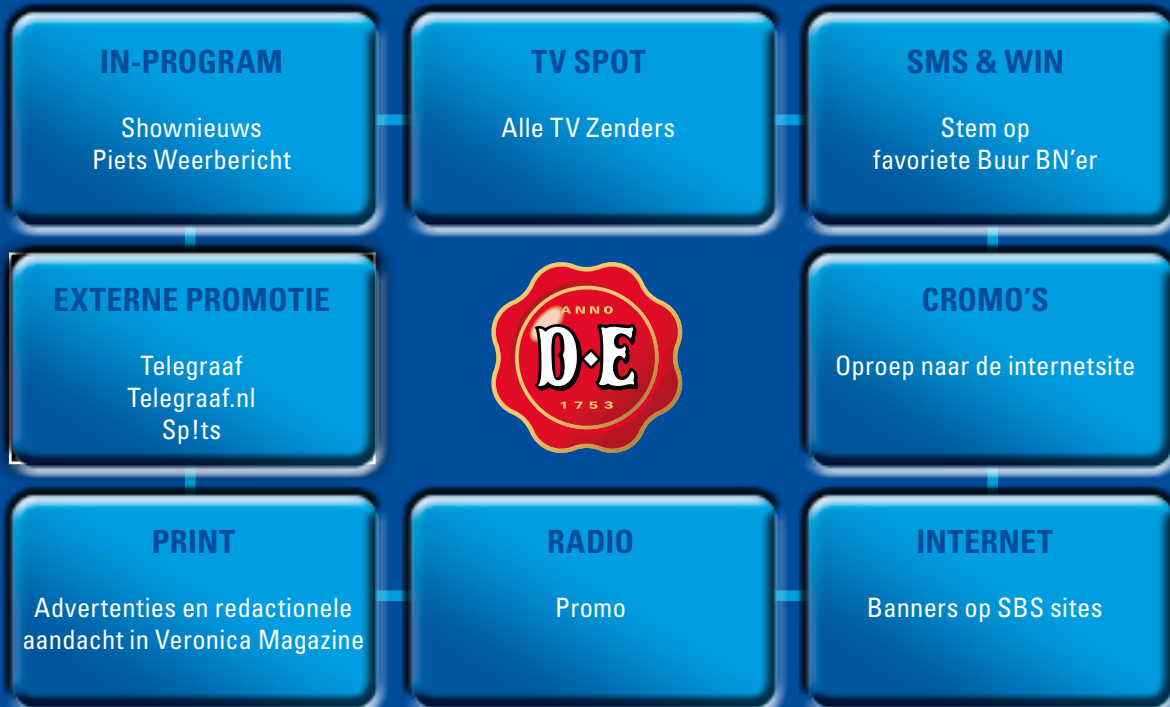 IN-PROGRAM
Shownieuws
Piets Weerbericht
TV SPOT
Alle TV Zenders
SMS & WIN
Stem op
favoriete Buur BN'er
EXTERNE PROMOTIE
Telegraaf
Telegraaf.nl
Sp!ts
ANNO
D·E
1753
CROMO'S
Oproep naar de internetsite
PRINT
Advertenties en redactionele
aandacht in Veronica Magazine
RADIO
Promo
INTERNET
Banners op SBS sites